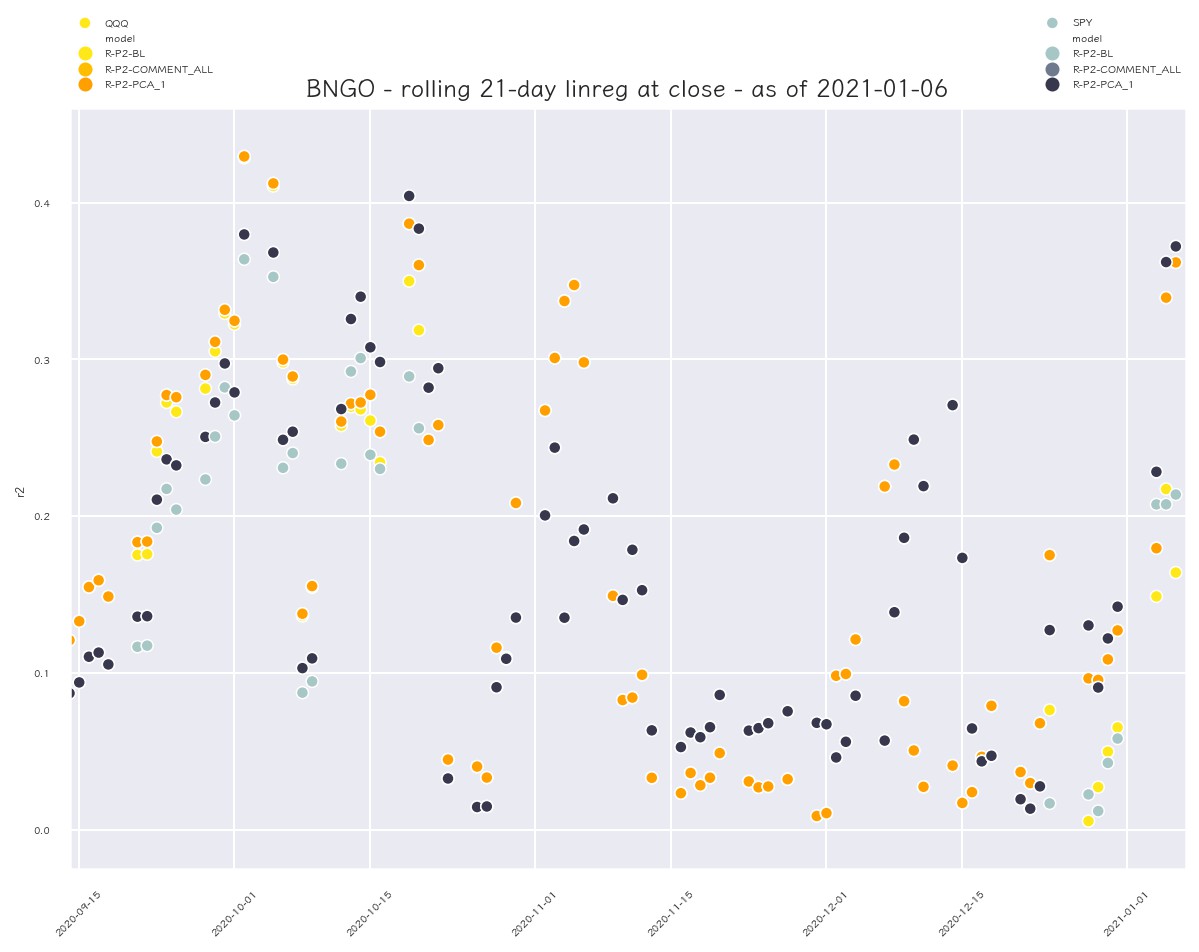 QQQ
model
R-P2-BL
R-P2-COMMENT_ALL
R-P2-PCA_1
SPY
model
R-P2-BL
R-P2-COMMENT_ALL
R-P2-PCA_1
BNGO - rolling 21-day linreg at close - as of 2021-01-06
0.4
0.3
0.2
0.1
0.0
r2
2020-09-15
2020-10-01
2020-10-15
2020-11-01
2020-11-15
2020-12-01
2020-12-15
2021-01-01